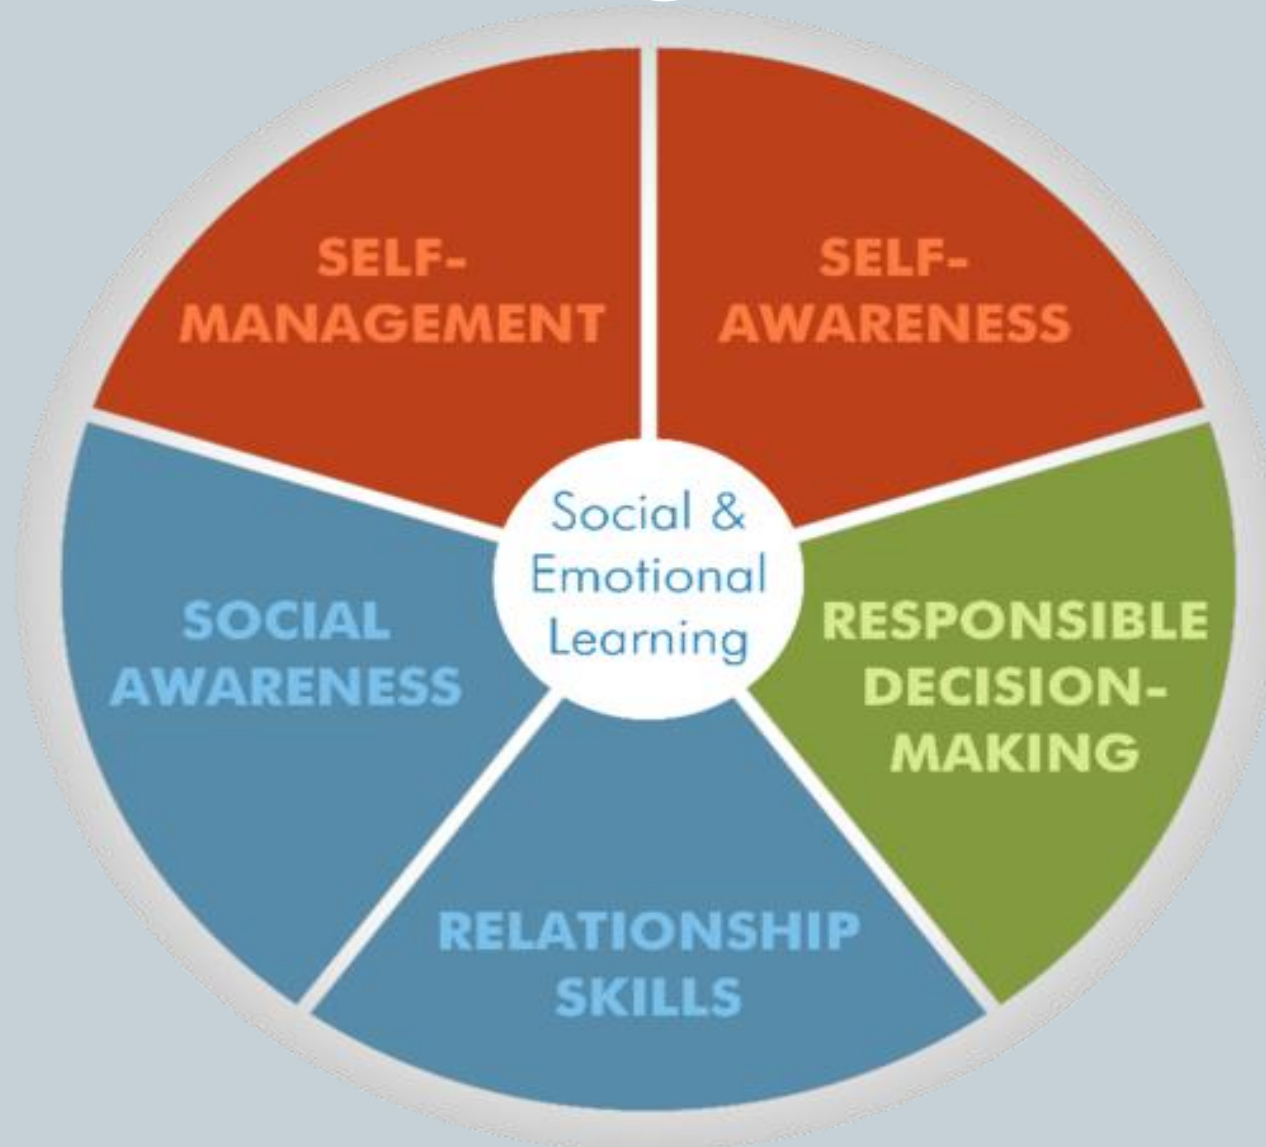 SELF-
MANAGEMENT
SELF-
AWARENESS
Social &
Emotional
Learning
SOCIAL
AWARENESS
RESPONSIBLE
DECISION-
MAKING
RELATIONSHIP
SKILLS